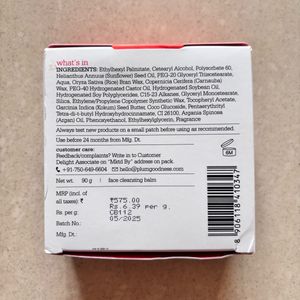 what's in
INGREDIENTS: Ethylhexyl Palmitate, Cetearyl Alcohol, Polysorbate 60,
Helianthus Annuus (Sunflower) Seed Oil, PEG-20 Glyceryl Triisostearate,
Aqua, Oryza Sativa (Rice) Bran Wax, Copernicia Cerifera (Carnauba)
Wax, PEG-40 Hydrogenated Castor Oil, Hydrogenated Soybean Oil,
Hydrogenated Soy Polyglycerides, C15-23 Alkanes, Glyceryl Monostearate,
Silica, Ethylene/Propylene Copolymer Synthetic Wax, Tocopheryl Acetate,
Garcinia Indica (Kokum) Seed Butter, Coco Glucoside, Pentaerythrityl
Tetra-di-t-butyl Hydroxyhydrocinnamate, CI 26100, Argania Spinosa
(Argan) Oil, Phenoxyethanol, Ethylhexylglycerin, Fragrance
Always test new products on a small patch before using as intended.
Use before 24 months from Mfg. Dt.
customer care:
Feedback/complaints? Write in to Customer
Delight Associate on "Mktd By" address on pack.
+91-750-649-6604 hello@plumgoodness.com
Net wt. 90 g face cleansing balm
MRP (incl. of
all taxes) ₹ ₹575.00
Rs. per g: Rs. 6.39 per g.
Batch No.: CB112
Mfg. Dt: 05/2025
6M
8906118410347